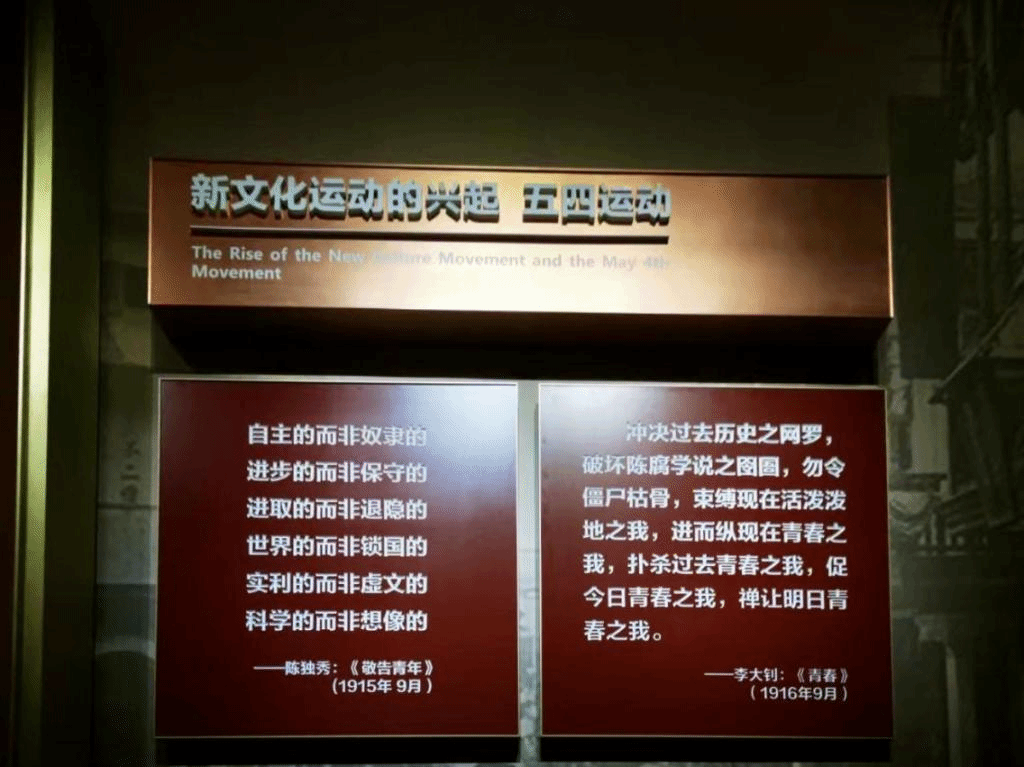 新文化运动的兴起 五四运动
The Rise of the New Culture Movement and the May 4th
Movement
自主的而非奴隶的
进步的而非保守的
进取的而非退隐的
世界的而非锁国的
实利的而非虚文的
科学的而非想像的
——陈独秀：《敬告青年》
(1915年 9月)
冲决过去历史之网罗，
破坏陈腐学说之囹圄，勿令
僵尸枯骨，束缚现在活泼泼
地之我，进而纵现在青春之
我，扑杀过去青春之我，促
今日青春之我，禅让明日青
春之我。
——李大钊：《青春》
（1916年9月）